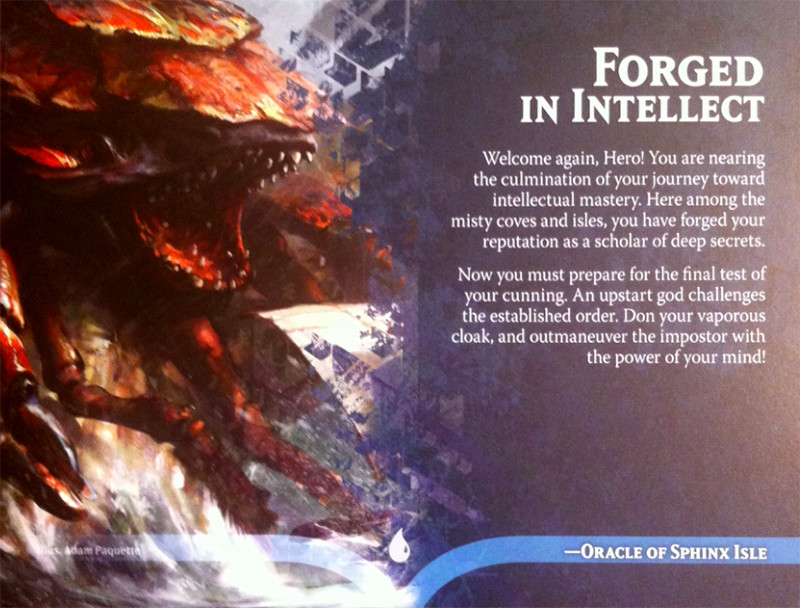 FORGED
IN INTELLECT
Welcome again, Hero! You are nearing
the culmination of your journey toward
intellectual mastery. Here among the
misty coves and isles, you have forged your
reputation as a scholar of deep secrets.
Now you must prepare for the final test of
your cunning. An upstart god challenges
the established order. Don your vaporous
cloak, and outmaneuver the impostor with
the power of your mind!
Illus. Adam Paquette
—ORACLE OF SPHINX ISLE